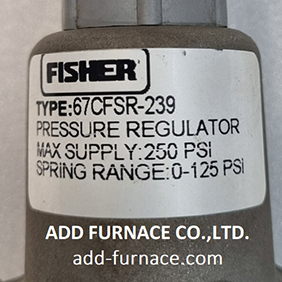 FISHER
TYPE:67CFSR-239
PRESSURE REGULATOR
MAX SUPPLY:250 PSI
SPRING RANGE:0-125 PSI
ADD FURNACE CO.,LTD.
add-furnace.com